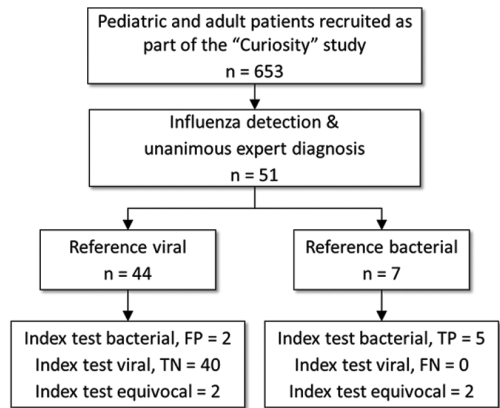 Pediatric and adult patients recruited as
part of the “Curiosity” study
n = 653
Influenza detection &
unanimous expert diagnosis
n = 51
Reference viral
n = 44
Reference bacterial
n = 7
Index test bacterial, FP = 2
Index test viral, TN = 40
Index test equivocal = 2
Index test bacterial, TP = 5
Index test viral, FN = 0
Index test equivocal = 2